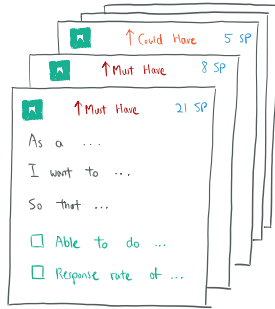 ↑ Could Have 5 SP
↑ Must Have 8 SP
↑ Must Have 21 SP
As a ...
I want to ...
So that ...
Able to do ...
Response rate of ...